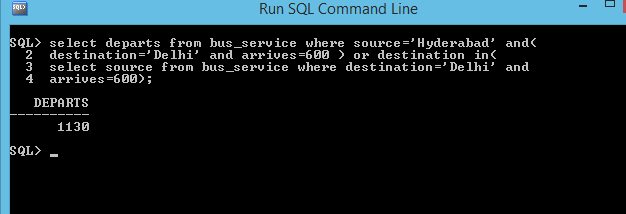 Run SQL Command Line
SQL> select departs from bus_service where source='Hyderabad' and(
2 destination='Delhi' and arrives=600 ) or destination in(
3 select source from bus_service where destination='Delhi' and
4 arrives=600);
DEPARTS
----------
1130
SQL> _